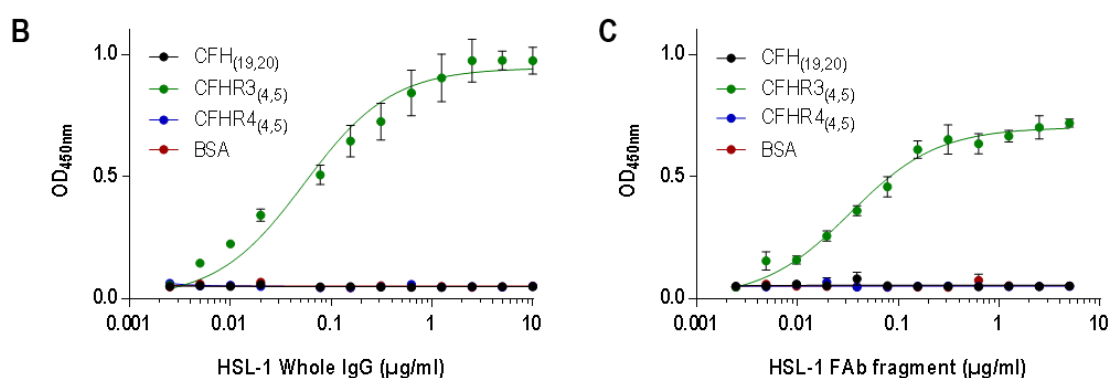 B
CFH(19,20)
CFHR3(4,5)
CFHR4(4,5)
BSA
OD450nm
1.0
0.5
0.0
0.001
0.01
0.1
1
10
HSL-1 Whole IgG (µg/ml)
C
CFH(19,20)
CFHR3(4,5)
CFHR4(4,5)
BSA
OD450nm
1.0
0.5
0.0
0.001
0.01
0.1
1
10
HSL-1 FAb fragment (µg/ml)